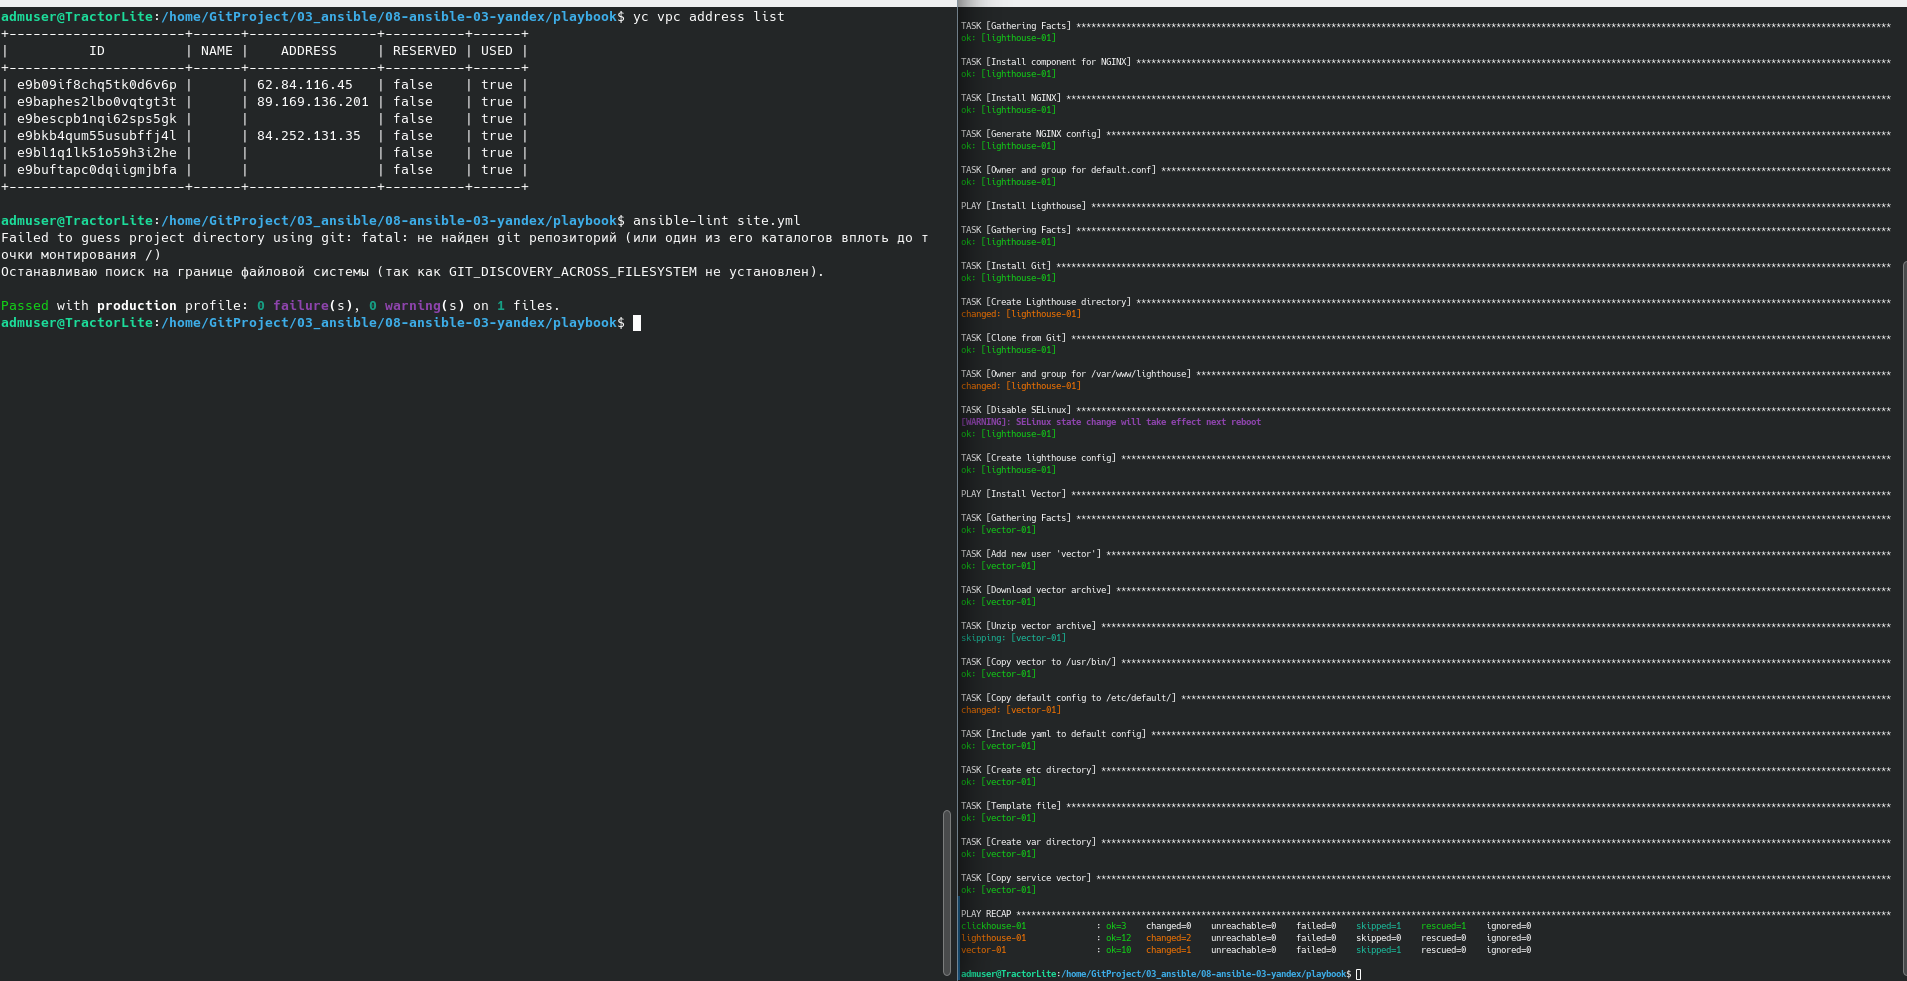 admuser@TractorLite:/home/GitProject/03_ansible/08-ansible-03-yandex/playbook$ yc vpc address list
+----------------------+------+----------------+----------+------+
|          ID          | NAME |    ADDRESS     | RESERVED | USED |
+----------------------+------+----------------+----------+------+
| e9b09if8chq5tk0d6v6p |      | 62.84.116.45   | false    | true |
| e9baphes2lbo0vqtgt3t |      | 89.169.136.201 | false    | true |
| e9bescpb1nqi62sps5gk |      |                | false    | true |
| e9bkb4qum55usubffj4l |      | 84.252.131.35  | false    | true |
| e9bl1q1lk51o59h3i2he |      |                | false    | true |
| e9buftapc0dqiigmjbfa |      |                | false    | true |
+----------------------+------+----------------+----------+------+
admuser@TractorLite:/home/GitProject/03_ansible/08-ansible-03-yandex/playbook$ ansible-lint site.yml
Failed to guess project directory using git: fatal: не найден git репозиторий (или один из его каталогов вплоть до т
очки монтирования /)
Останавливаю поиск на границе файловой системы (так как GIT_DISCOVERY_ACROSS_FILESYSTEM не установлен).
Passed with production profile: 0 failure(s), 0 warning(s) on 1 files.
admuser@TractorLite:/home/GitProject/03_ansible/08-ansible-03-yandex/playbook$
TASK [Gathering Facts] ***
ok: [lighthouse-01]
TASK [Install component for NGINX] ***
ok: [lighthouse-01]
TASK [Install NGINX] ***
ok: [lighthouse-01]
TASK [Generate NGINX config] ***
ok: [lighthouse-01]
TASK [Owner and group for default.conf] ***
ok: [lighthouse-01]
PLAY [Install Lighthouse] ***
TASK [Gathering Facts] ***
ok: [lighthouse-01]
TASK [Install Git] ***
ok: [lighthouse-01]
TASK [Create Lighthouse directory] ***
changed: [lighthouse-01]
TASK [Clone from Git] ***
ok: [lighthouse-01]
TASK [Owner and group for /var/www/lighthouse] ***
changed: [lighthouse-01]
TASK [Disable SELinux] ***
[WARNING]: SELinux state change will take effect next reboot
ok: [lighthouse-01]
TASK [Create lighthouse config] ***
ok: [lighthouse-01]
PLAY [Install Vector] ***
TASK [Gathering Facts] ***
ok: [vector-01]
TASK [Add new user 'vector'] ***
ok: [vector-01]
TASK [Download vector archive] ***
ok: [vector-01]
TASK [Unzip vector archive] ***
skipping: [vector-01]
TASK [Copy vector to /usr/bin/] ***
ok: [vector-01]
TASK [Copy default config to /etc/default/] ***
changed: [vector-01]
TASK [Include yaml to default config] ***
ok: [vector-01]
TASK [Create etc directory] ***
ok: [vector-01]
TASK [Template file] ***
ok: [vector-01]
TASK [Create var directory] ***
ok: [vector-01]
TASK [Copy service vector] ***
ok: [vector-01]
PLAY RECAP ***
clickhouse-01 : ok=3 changed=0 unreachable=0 failed=0 skipped=1 rescued=1 ignored=0
lighthouse-01 : ok=12 changed=2 unreachable=0 failed=0 skipped=0 rescued=0 ignored=0
vector-01 : ok=10 changed=1 unreachable=0 failed=0 skipped=1 rescued=0 ignored=0
admuser@TractorLite:/home/GitProject/03_ansible/08-ansible-03-yandex/playbook$